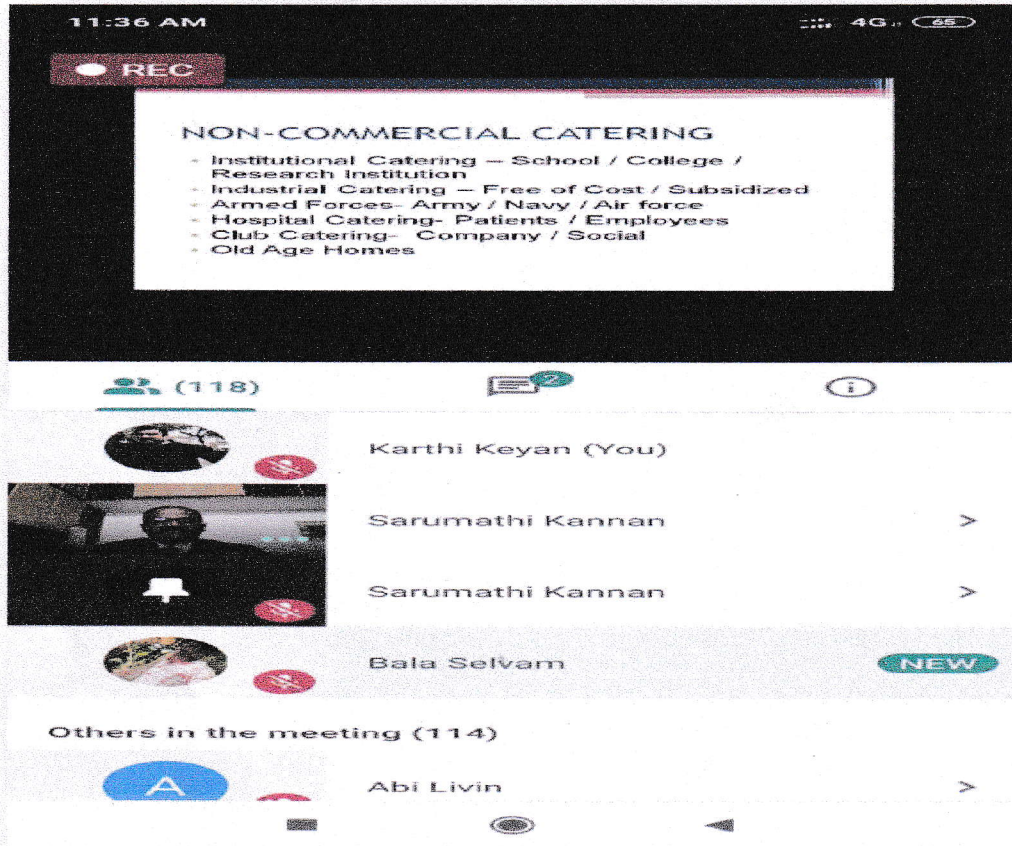 11:36 AM
4G 65
REC
NON-COMMERCIAL CATERING
- Institutional Catering – School / College /
Research Institution
- Industrial Catering – Free of Cost / Subsidized
- Armed Forces- Army / Navy / Air force
- Hospital Catering- Patients / Employees
- Club Catering- Company / Social
- Old Age Homes
(118)
2
Karthi Keyan (You)
Sarumathi Kannan
Sarumathi Kannan
Bala Selvam
NEW
Others in the meeting (114)
A
Abi Livin